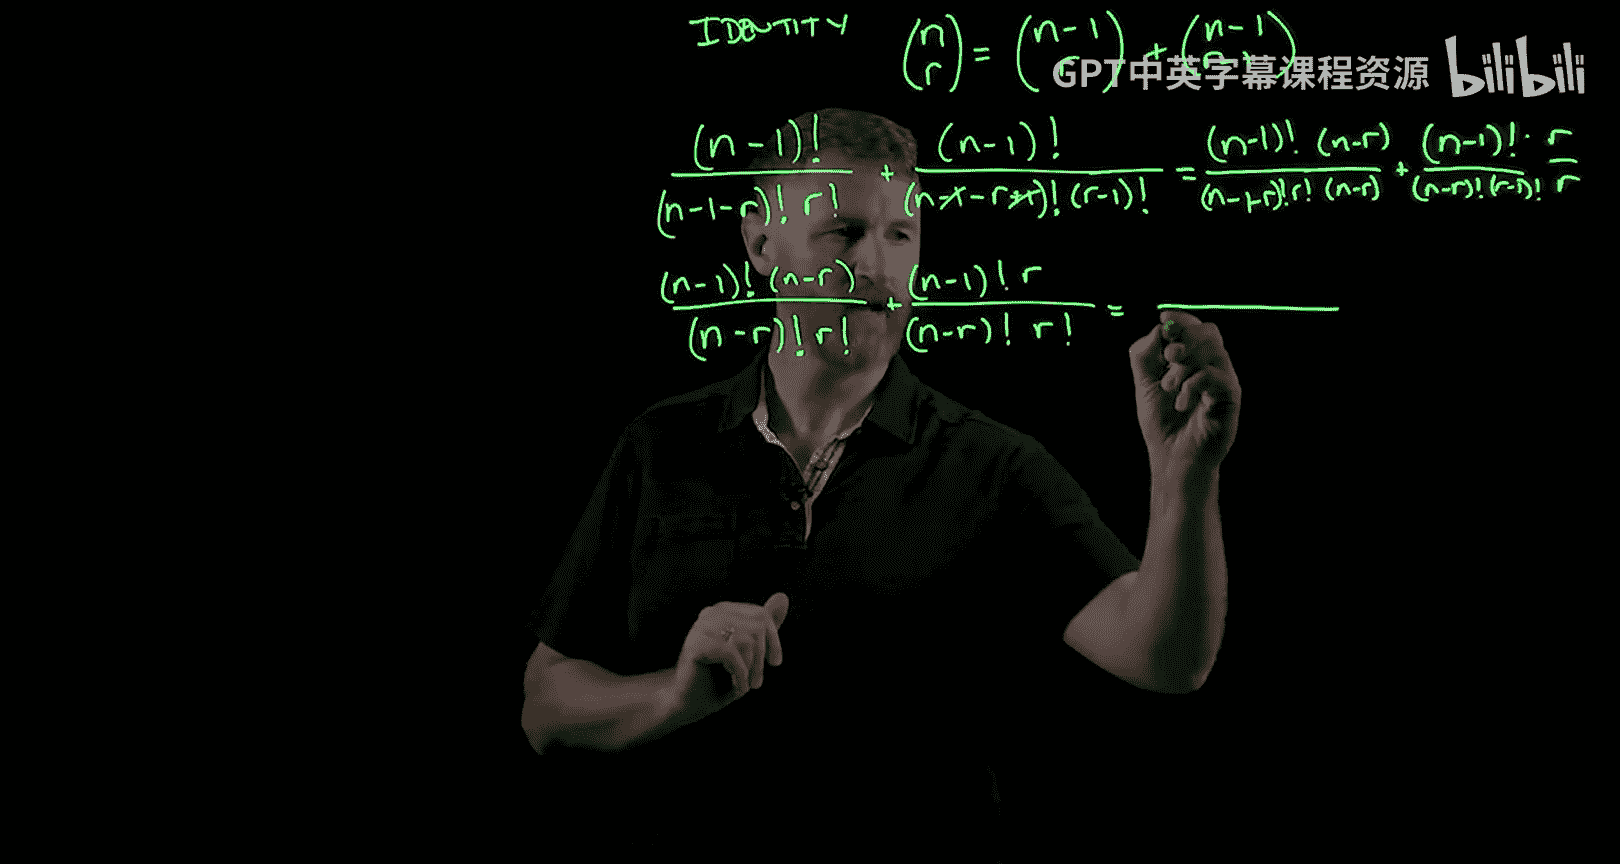 IDENTITY (n r) = (n-1 r) + (n-1
GPT中英字幕课程资源 bilibili
(n-1)! / (n-1-r)! r! + (n-1)! / (n-1-r+1)! (r-1)! = (n-1)! (n-r) / (n-1-r)! r! (n-r) + (n-1)! · r / (n-r)! (r-1)! r
(n-1)! (n-r) / (n-r)! r! + (n-1)! r / (n-r)! r! =